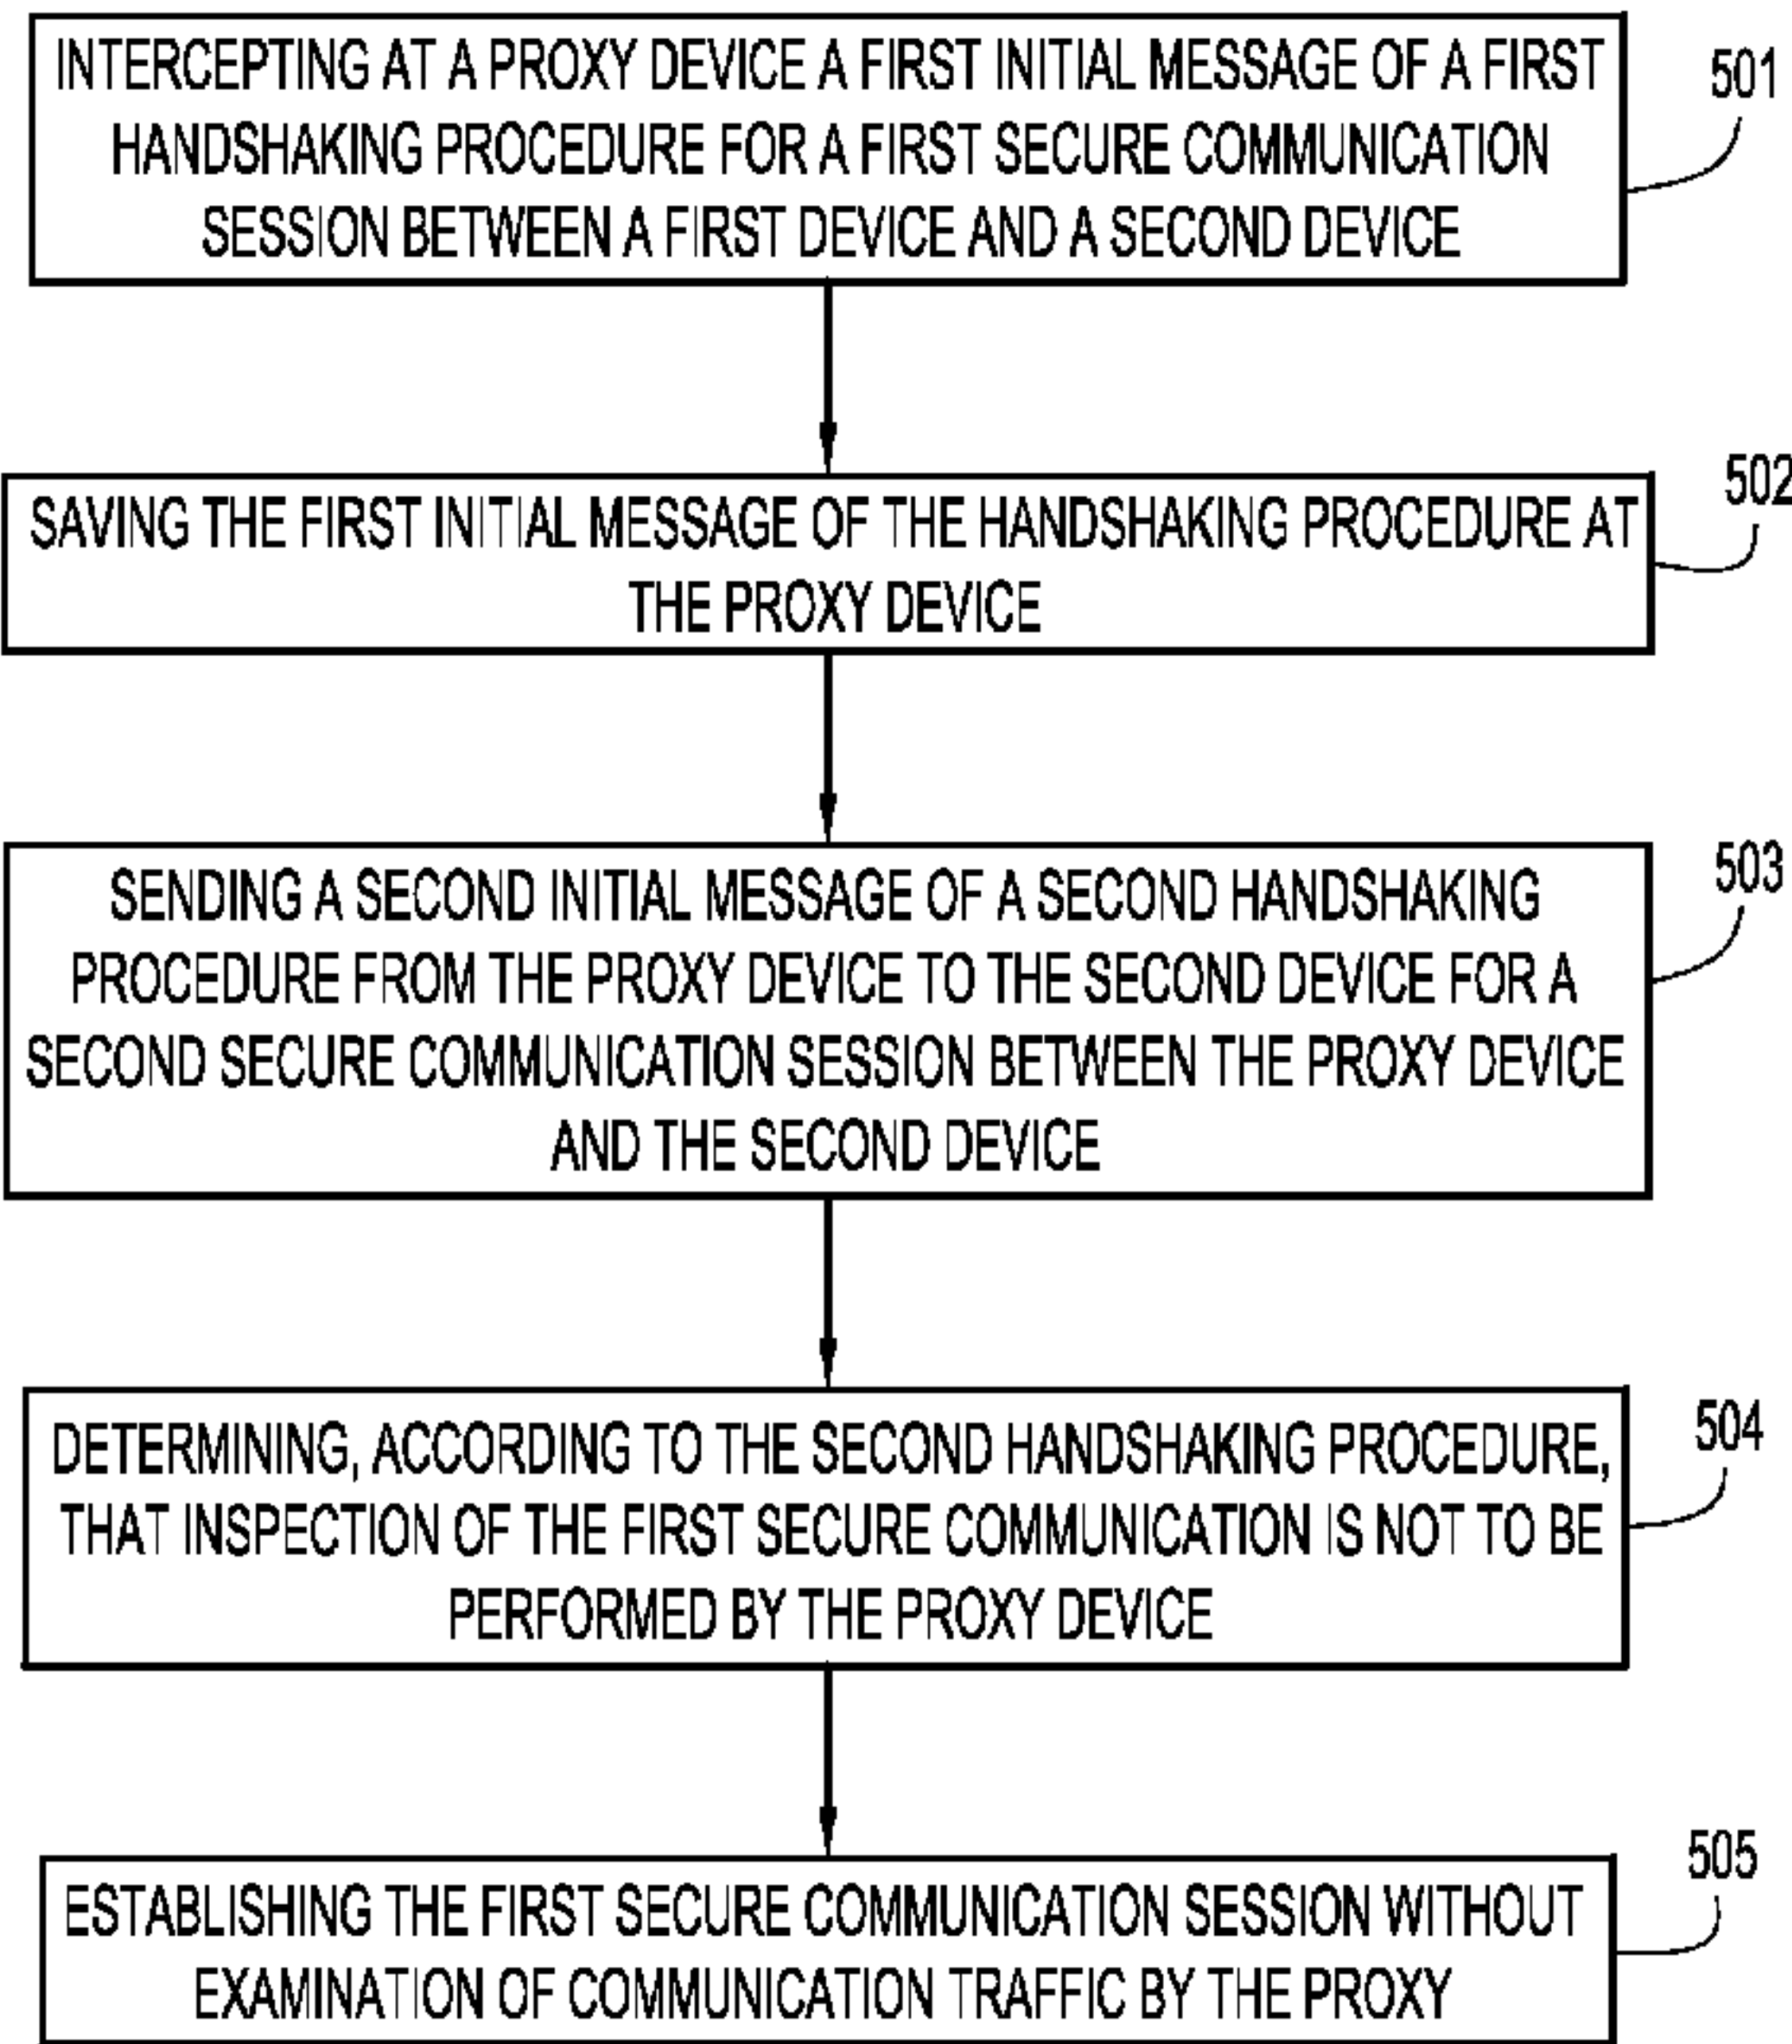 INTERCEPTING AT A PROXY DEVICE A FIRST INITIAL MESSAGE OF A FIRST
HANDSHAKING PROCEDURE FOR A FIRST SECURE COMMUNICATION
SESSION BETWEEN A FIRST DEVICE AND A SECOND DEVICE
501
SAVING THE FIRST INITIAL MESSAGE OF THE HANDSHAKING PROCEDURE AT
THE PROXY DEVICE
502
SENDING A SECOND INITIAL MESSAGE OF A SECOND HANDSHAKING
PROCEDURE FROM THE PROXY DEVICE TO THE SECOND DEVICE FOR A
SECOND SECURE COMMUNICATION SESSION BETWEEN THE PROXY DEVICE
AND THE SECOND DEVICE
503
DETERMINING, ACCORDING TO THE SECOND HANDSHAKING PROCEDURE,
THAT INSPECTION OF THE FIRST SECURE COMMUNICATION IS NOT TO BE
PERFORMED BY THE PROXY DEVICE
504
ESTABLISHING THE FIRST SECURE COMMUNICATION SESSION WITHOUT
EXAMINATION OF COMMUNICATION TRAFFIC BY THE PROXY
505